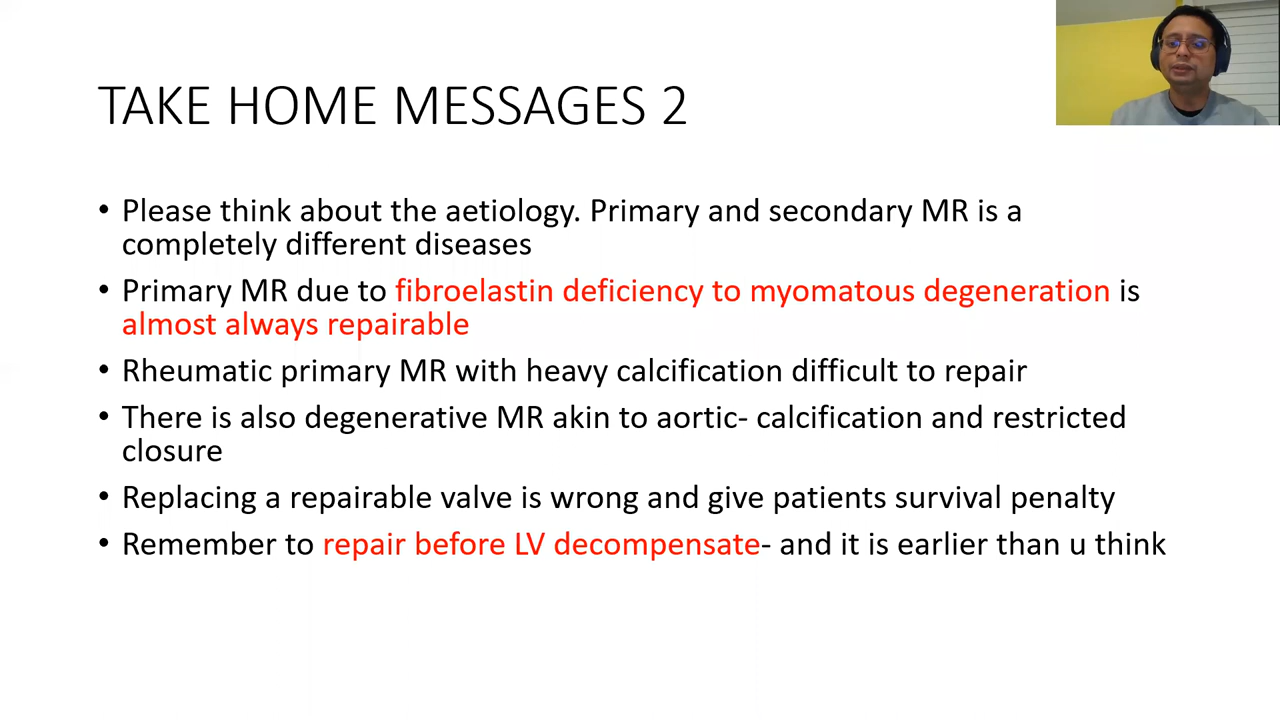 TAKE HOME MESSAGES 2
• Please think about the aetiology. Primary and secondary MR is a
completely different diseases
• Primary MR due to fibroelastin deficiency to myomatous degeneration is
almost always repairable
• Rheumatic primary MR with heavy calcification difficult to repair
• There is also degenerative MR akin to aortic- calcification and restricted
closure
• Replacing a repairable valve is wrong and give patients survival penalty
• Remember to repair before LV decompensate- and it is earlier than u think